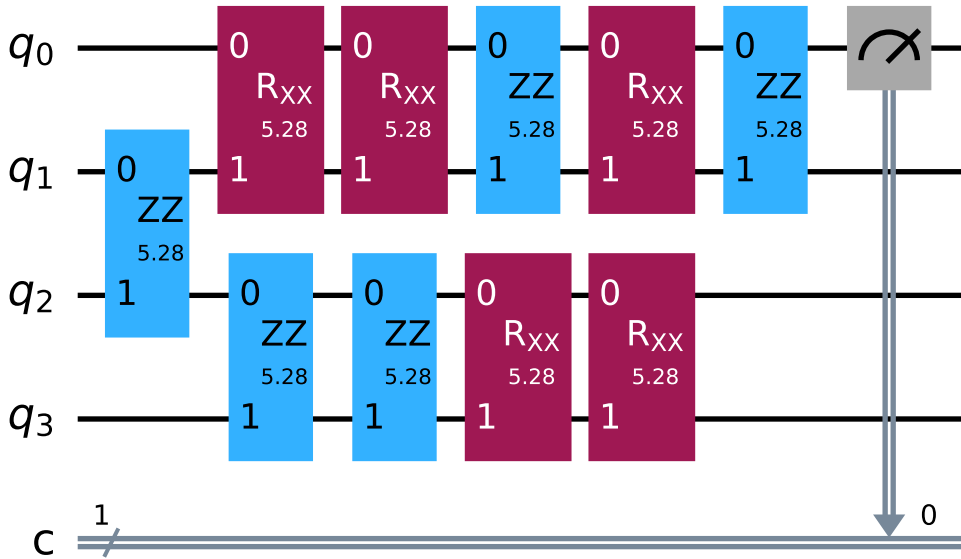 q0 0 0 0 0 0
RXX RXX ZZ RXX ZZ
5.28 5.28 5.28 5.28 5.28
q1 0 1 1 1 1 1
ZZ
5.28
q2 1 0 0 0 0
ZZ ZZ RXX RXX
5.28 5.28 5.28 5.28
q3 1 1 1 1
1 0
c